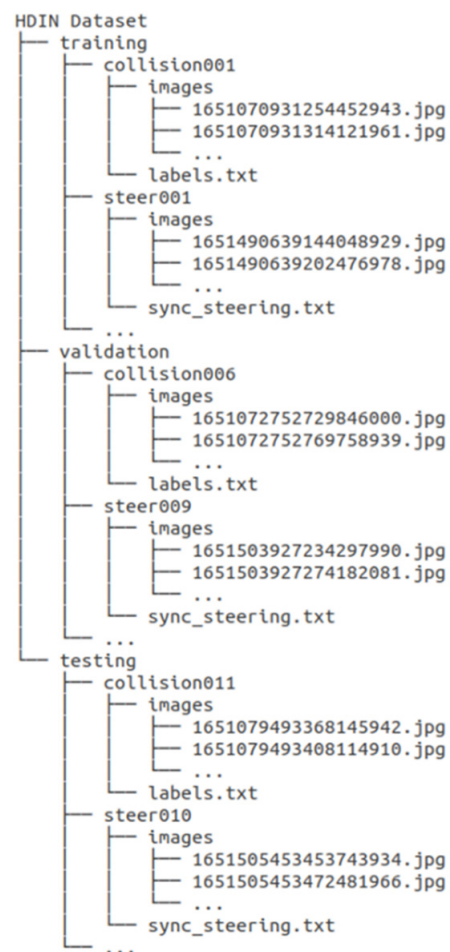 HDIN Dataset
├── training
│   ├── collision001
│   │   ├── images
│   │   │   ├── 1651070931254452943.jpg
│   │   │   ├── 1651070931314121961.jpg
│   │   │   └── ...
│   │   └── labels.txt
│   ├── steer001
│   │   ├── images
│   │   │   ├── 1651490639144048929.jpg
│   │   │   ├── 1651490639202476978.jpg
│   │   │   └── ...
│   │   └── sync_steering.txt
│   └── ...
├── validation
│   ├── collision006
│   │   ├── images
│   │   │   ├── 1651072752729846000.jpg
│   │   │   ├── 1651072752769758939.jpg
│   │   │   └── ...
│   │   └── labels.txt
│   ├── steer009
│   │   ├── images
│   │   │   ├── 1651503927234297990.jpg
│   │   │   ├── 1651503927274182081.jpg
│   │   │   └── ...
│   │   └── sync_steering.txt
│   └── ...
└── testing
    ├── collision011
    │   ├── images
    │   │   ├── 1651079493368145942.jpg
    │   │   ├── 1651079493408114910.jpg
    │   │   └── ...
    │   └── labels.txt
    ├── steer010
    │   ├── images
    │   │   ├── 1651505453453743934.jpg
    │   │   ├── 1651505453472481966.jpg
    │   │   └── ...
    │   └── sync_steering.txt
    └── ...